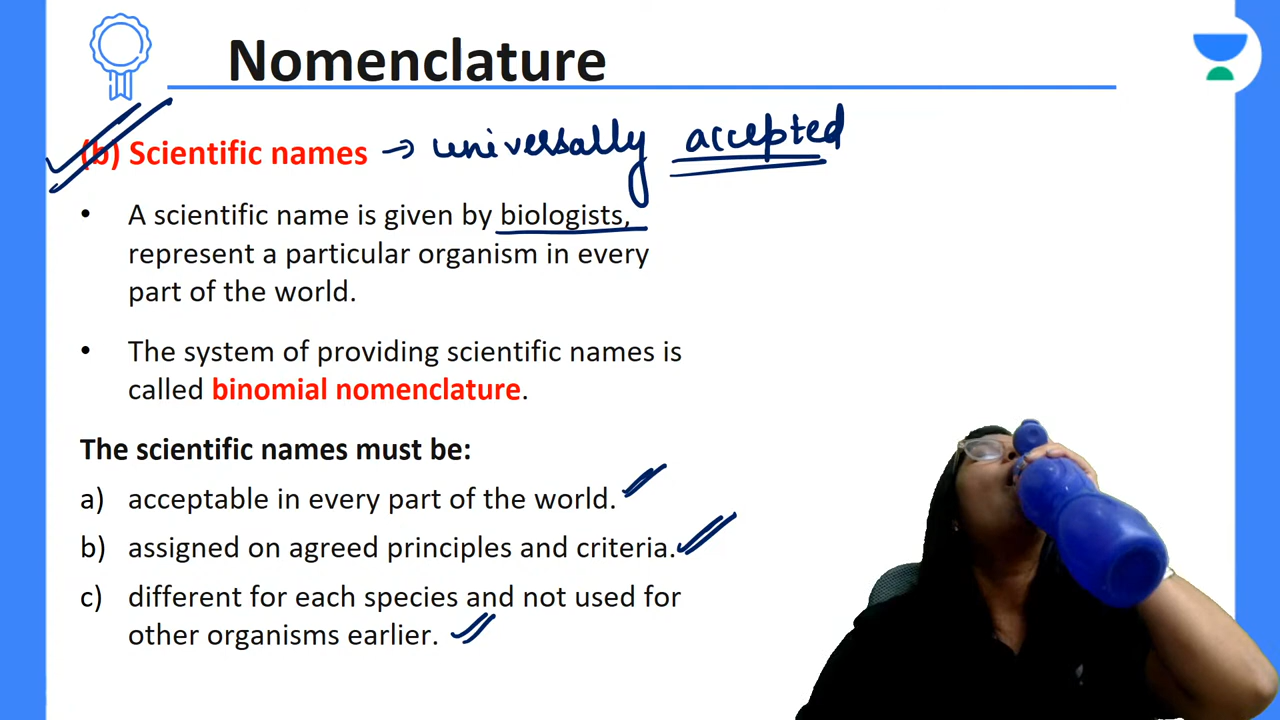 Nomenclature
(b) Scientific names → universally accepted
• A scientific name is given by biologists,
represent a particular organism in every
part of the world.
• The system of providing scientific names is
called binomial nomenclature.
The scientific names must be:
a) acceptable in every part of the world.
b) assigned on agreed principles and criteria.
c) different for each species and not used for
other organisms earlier.